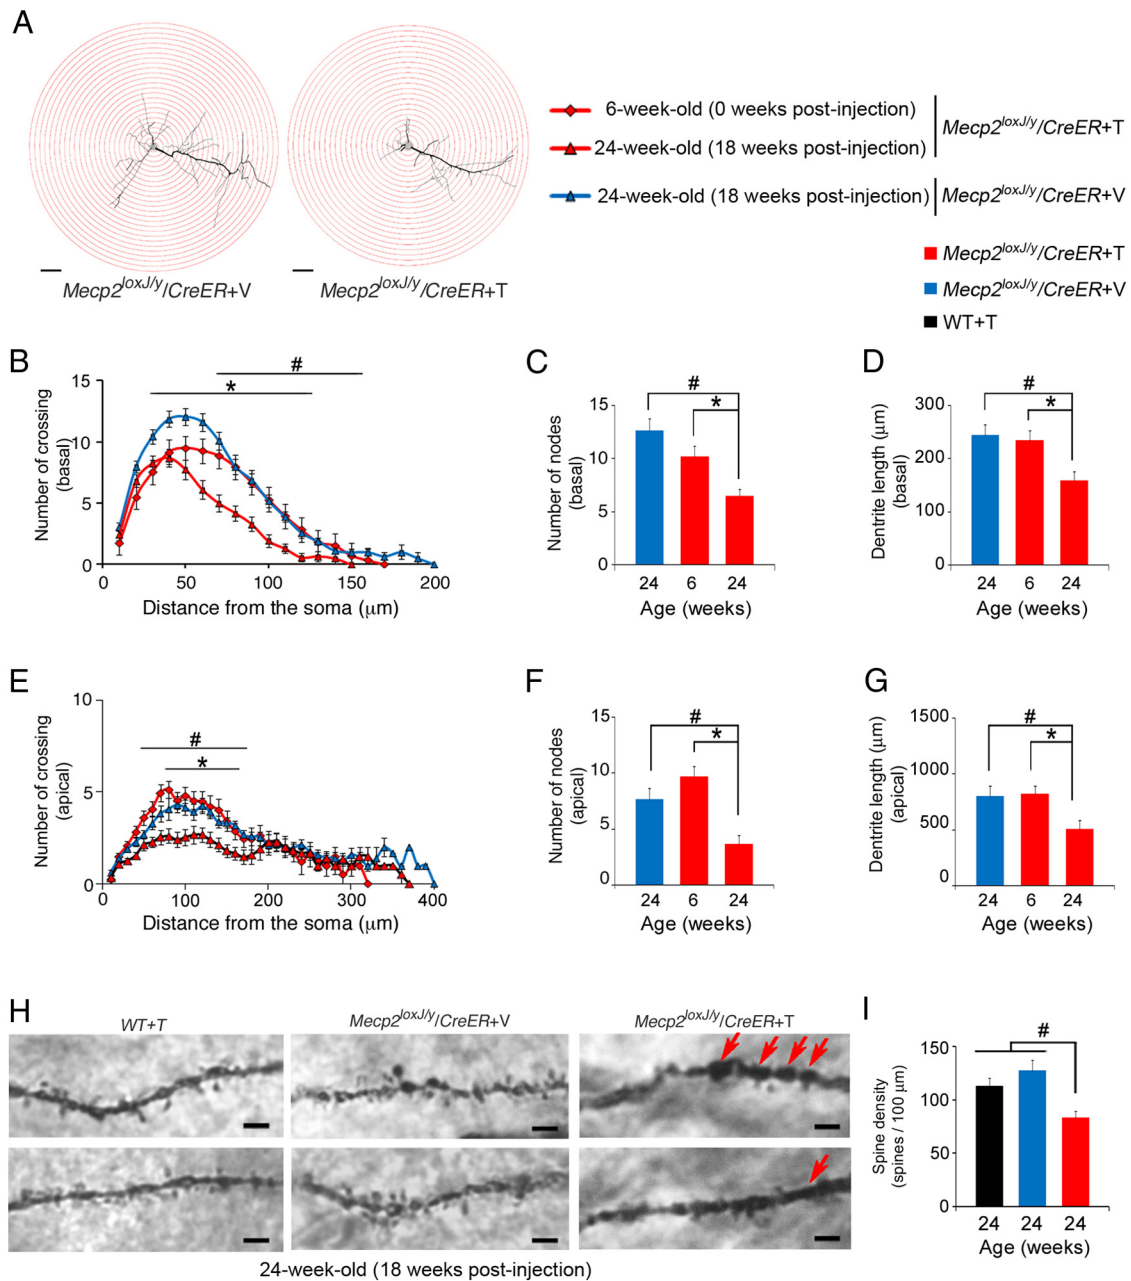 A
6-week-old (0 weeks post-injection)
24-week-old (18 weeks post-injection)
Mecp2loxJ/y/CreER+T
24-week-old (18 weeks post-injection)
Mecp2loxJ/y/CreER+V
Mecp2loxJ/y/CreER+T
Mecp2loxJ/y/CreER+V
WT+T
Mecp2loxJ/y/CreER+V
Mecp2loxJ/y/CreER+T
B
#
*
Number of crossing
(basal)
15
10
5
0
0
50
100
150
200
Distance from the soma (μm)
C
#
*
Number of nodes
(basal)
15
10
5
0
24 6 24
Age (weeks)
D
#
*
Dentrite length (μm)
(basal)
300
200
100
0
24 6 24
Age (weeks)
E
#
*
Number of crossing
(apical)
10
5
0
0
100
200
300
400
Distance from the soma (μm)
F
#
*
Number of nodes
(apical)
15
10
5
0
24 6 24
Age (weeks)
G
#
*
Dentrite length (μm)
(apical)
1500
1000
500
0
24 6 24
Age (weeks)
H
WT+T
Mecp2loxJ/y/CreER+V
Mecp2loxJ/y/CreER+T
24-week-old (18 weeks post-injection)
I
#
Spine density
(spines / 100 μm)
150
100
50
0
24 24 24
Age (weeks)